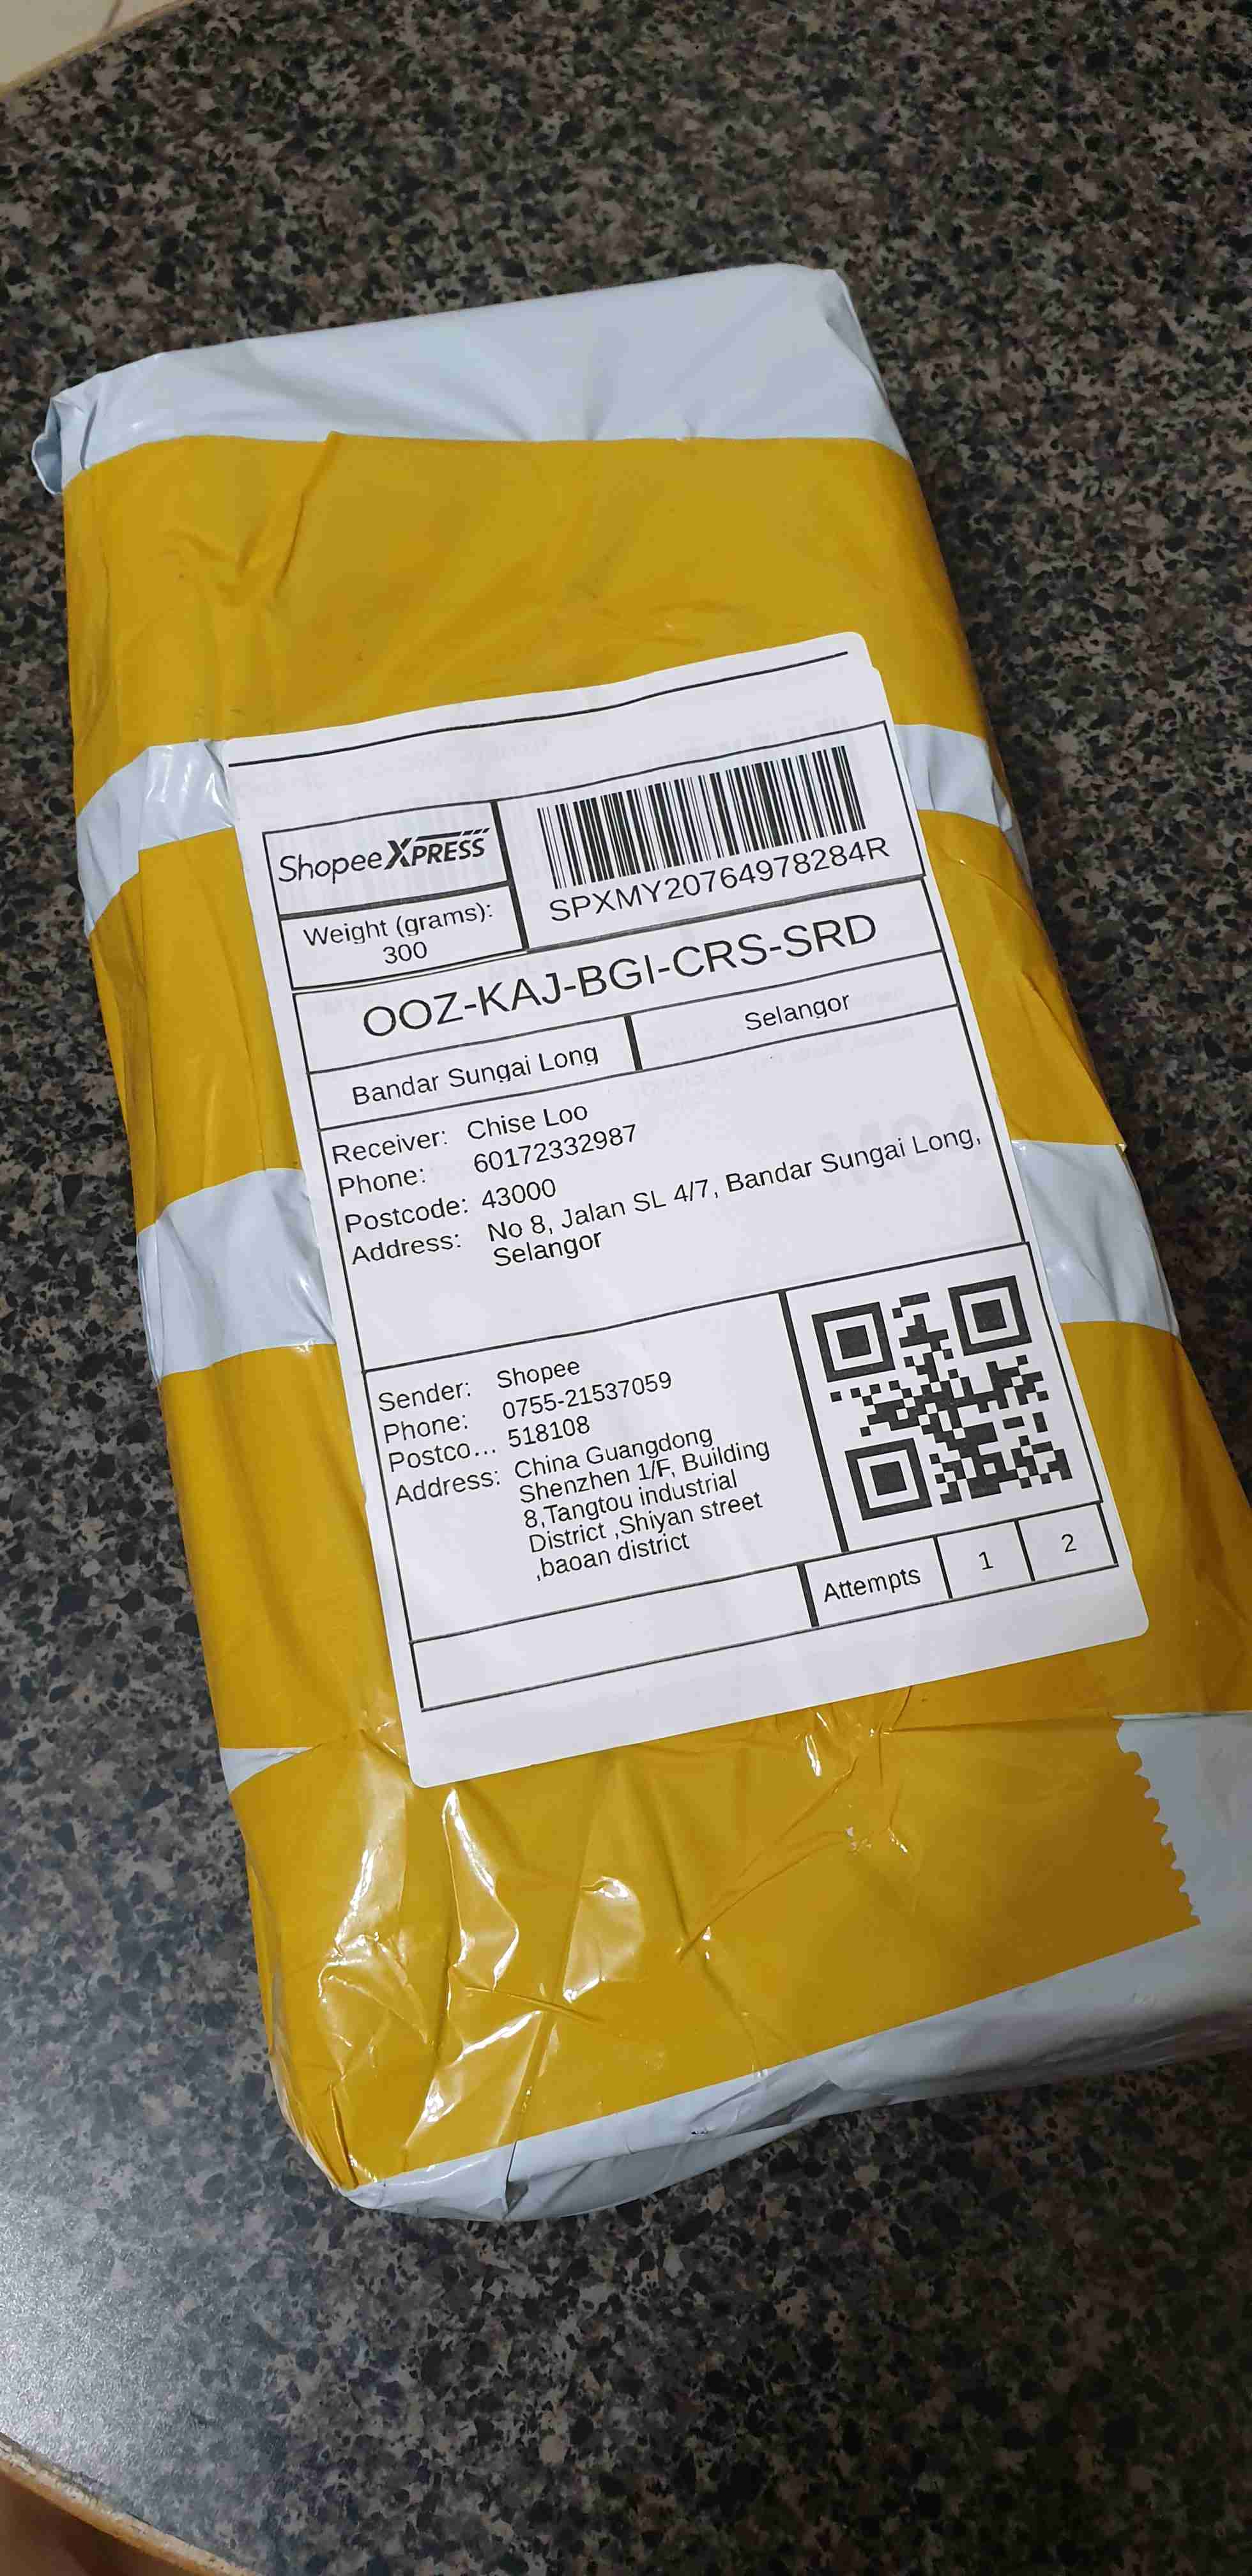 Shopee XPRESS
SPXMY20764978284R
Weight (grams):
300
OOZ-KAJ-BGI-CRS-SRD
Bandar Sungai Long
Selangor
Receiver: Chise Loo
Phone: 60172332987
Postcode: 43000
Address: No 8, Jalan SL 4/7, Bandar Sungai Long,
Selangor
Sender: Shopee
Phone: 0755-21537059
Postco... 518108
Address: China Guangdong
Shenzhen 1/F, Building
8,Tangtou industrial
District ,Shiyan street
,baoan district
Attempts 1 2